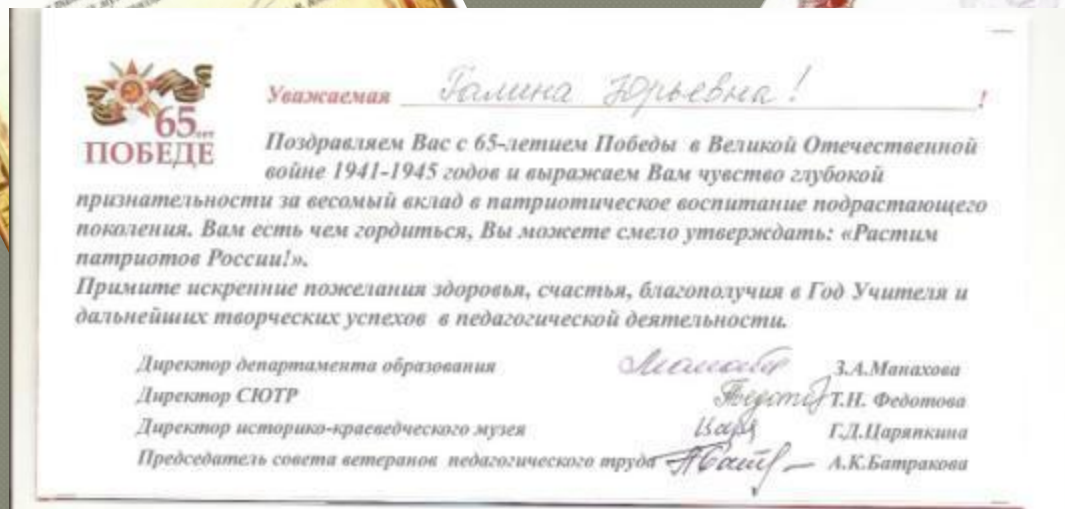 65 лет
ПОБЕДЕ
Уважаемая Галина Юрьевна! !
Поздравляем Вас с 65-летием Победы в Великой Отечественной
войне 1941-1945 годов и выражаем Вам чувство глубокой
признательности за весомый вклад в патриотическое воспитание подрастающего
поколения. Вам есть чем гордиться, Вы можете смело утверждать: «Растим
патриотов России!».
Примите искренние пожелания здоровья, счастья, благополучия в Год Учителя и
дальнейших творческих успехов в педагогической деятельности.
Директор департамента образования З.А.Манахова
Директор СЮТР Т.Н. Федотова
Директор историко-краеведческого музея Г.Д.Царяпкина
Председатель совета ветеранов педагогического труда А.К.Батракова